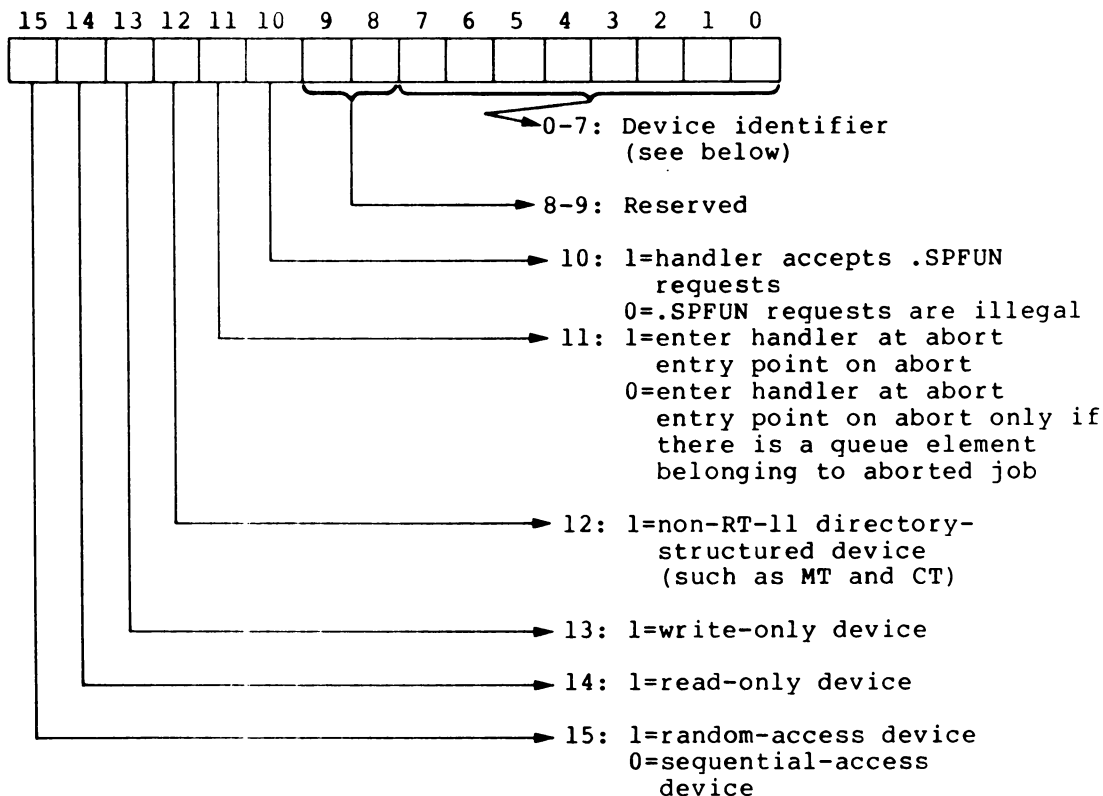 15 14 13 12 11 10 9 8 7 6 5 4 3 2 1 0
0-7: Device identifier
(see below)
8-9: Reserved
10: 1=handler accepts .SPFUN
requests
0=.SPFUN requests are illegal
11: 1=enter handler at abort
entry point on abort
0=enter handler at abort
entry point on abort only if
there is a queue element
belonging to aborted job
12: 1=non-RT-11 directory-
structured device
(such as MT and CT)
13: 1=write-only device
14: 1=read-only device
15: 1=random-access device
0=sequential-access
device